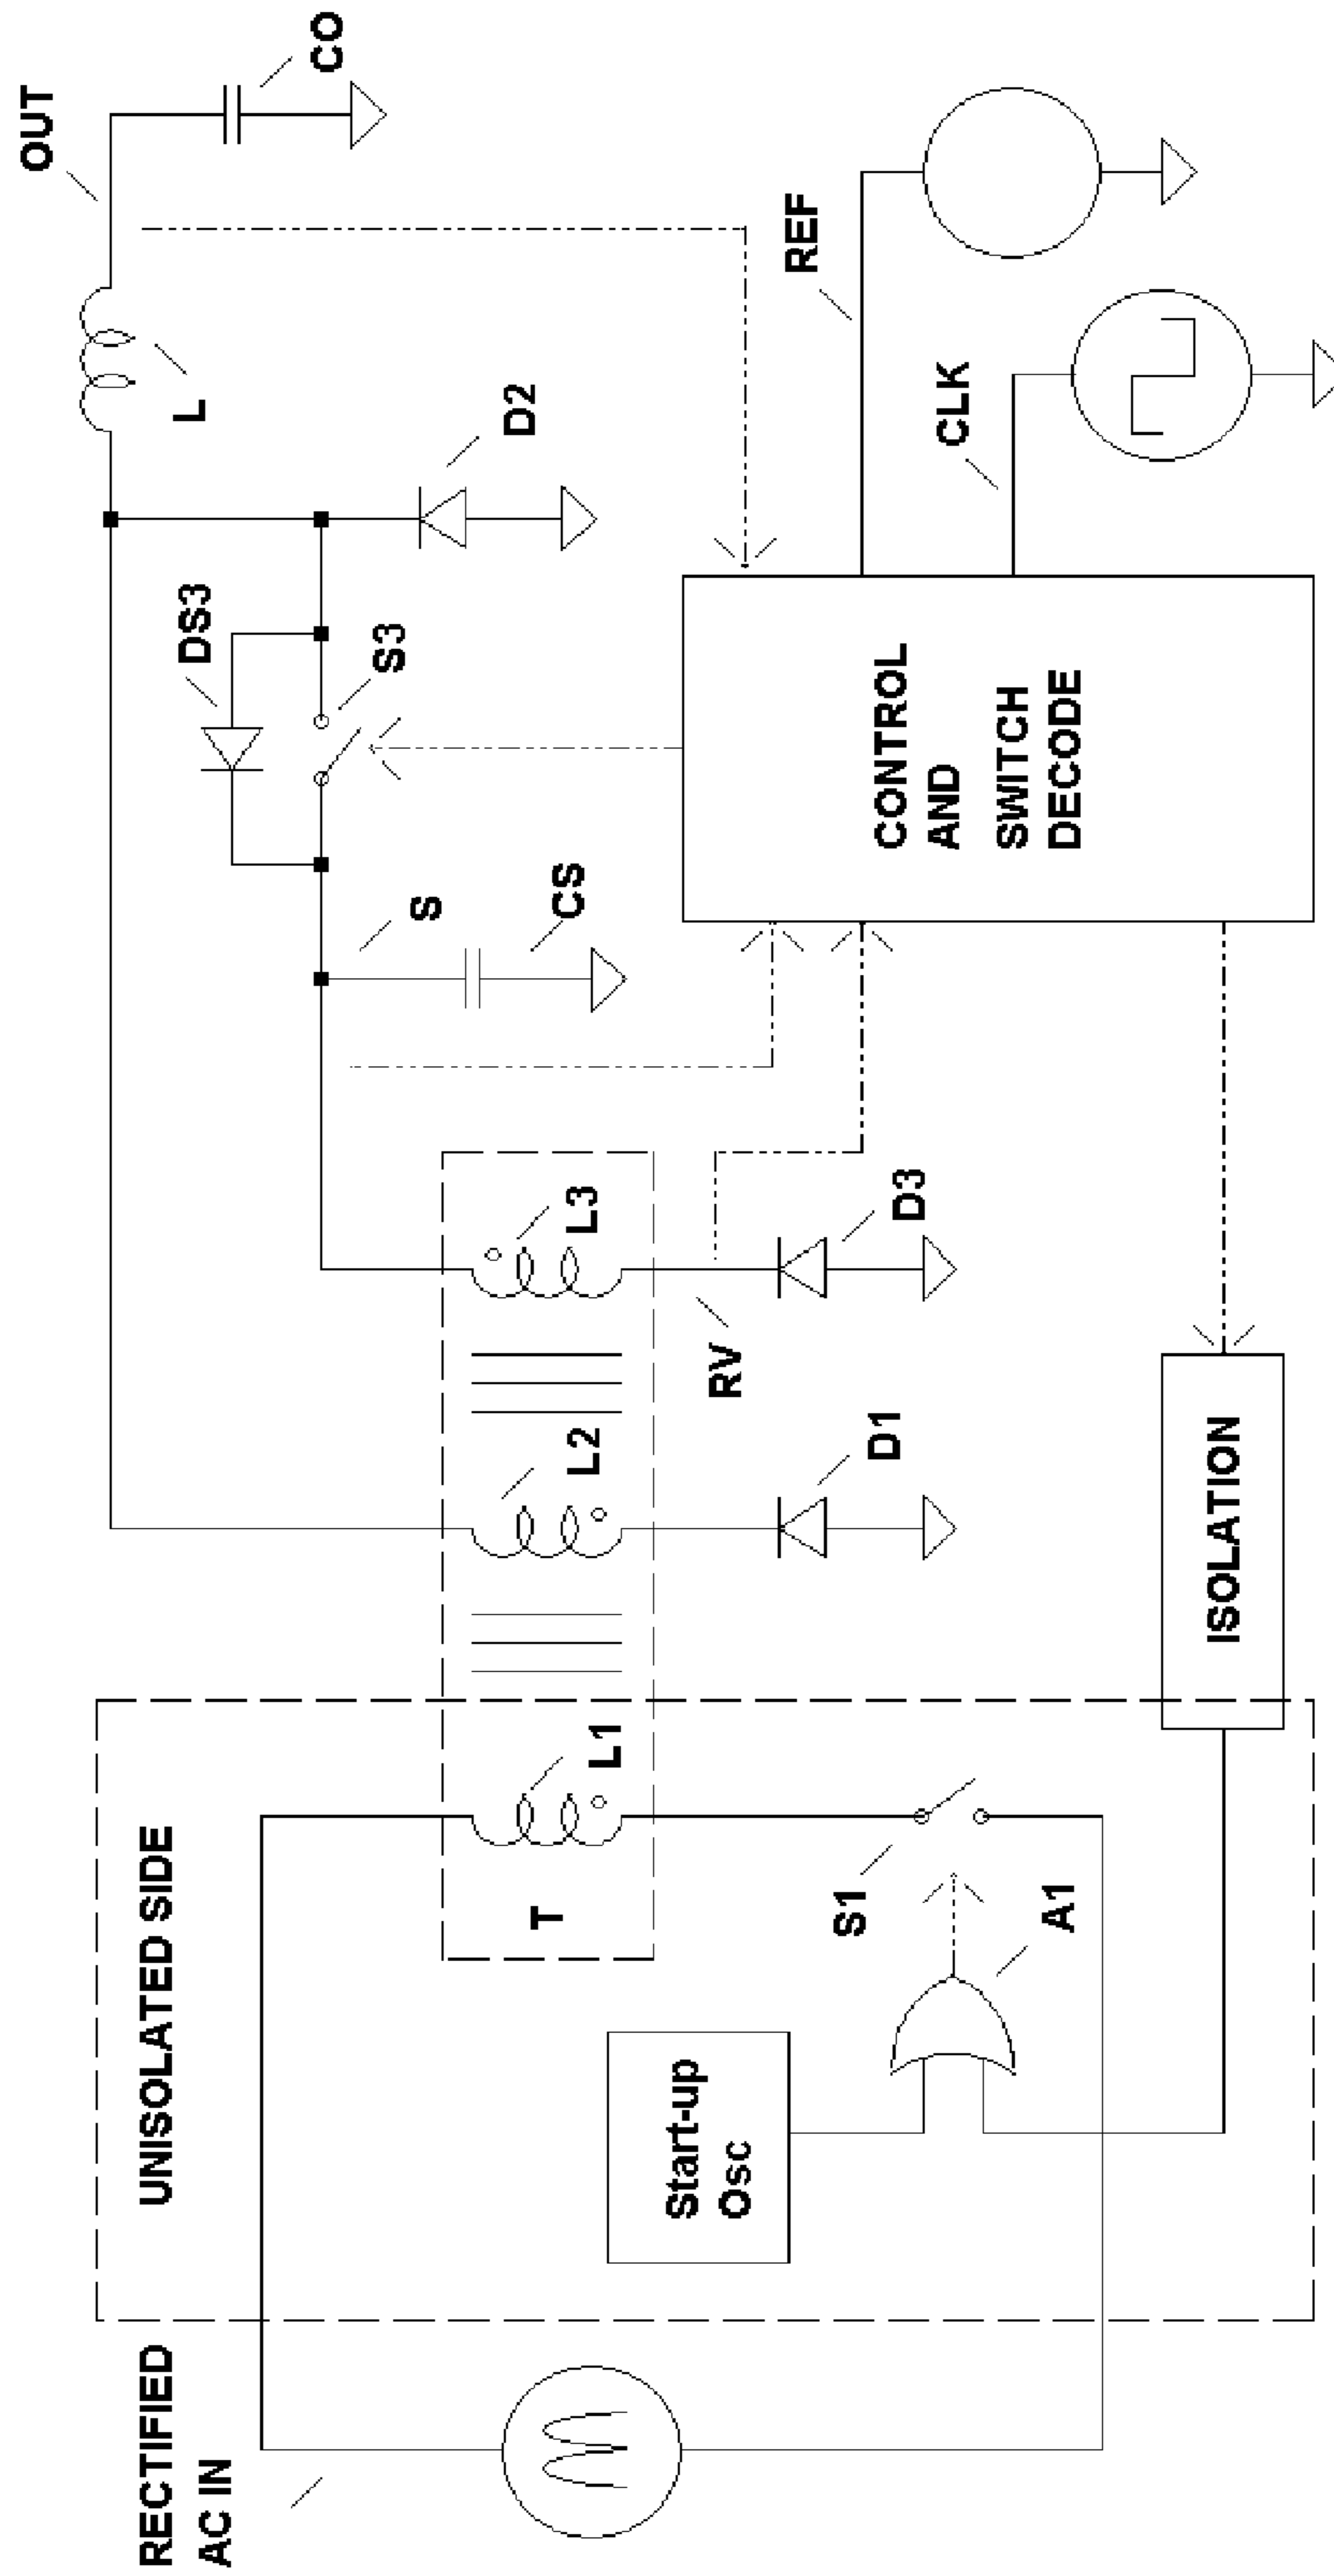 RECTIFIED
AC IN
UNISOLATED SIDE
T
L1
Start-up
Osc
S1
A1
ISOLATION
L2
D1
L3
RV
D3
S
CS
DS3
S3
D2
L
OUT
CO
CONTROL
AND
SWITCH
DECODE
REF
CLK